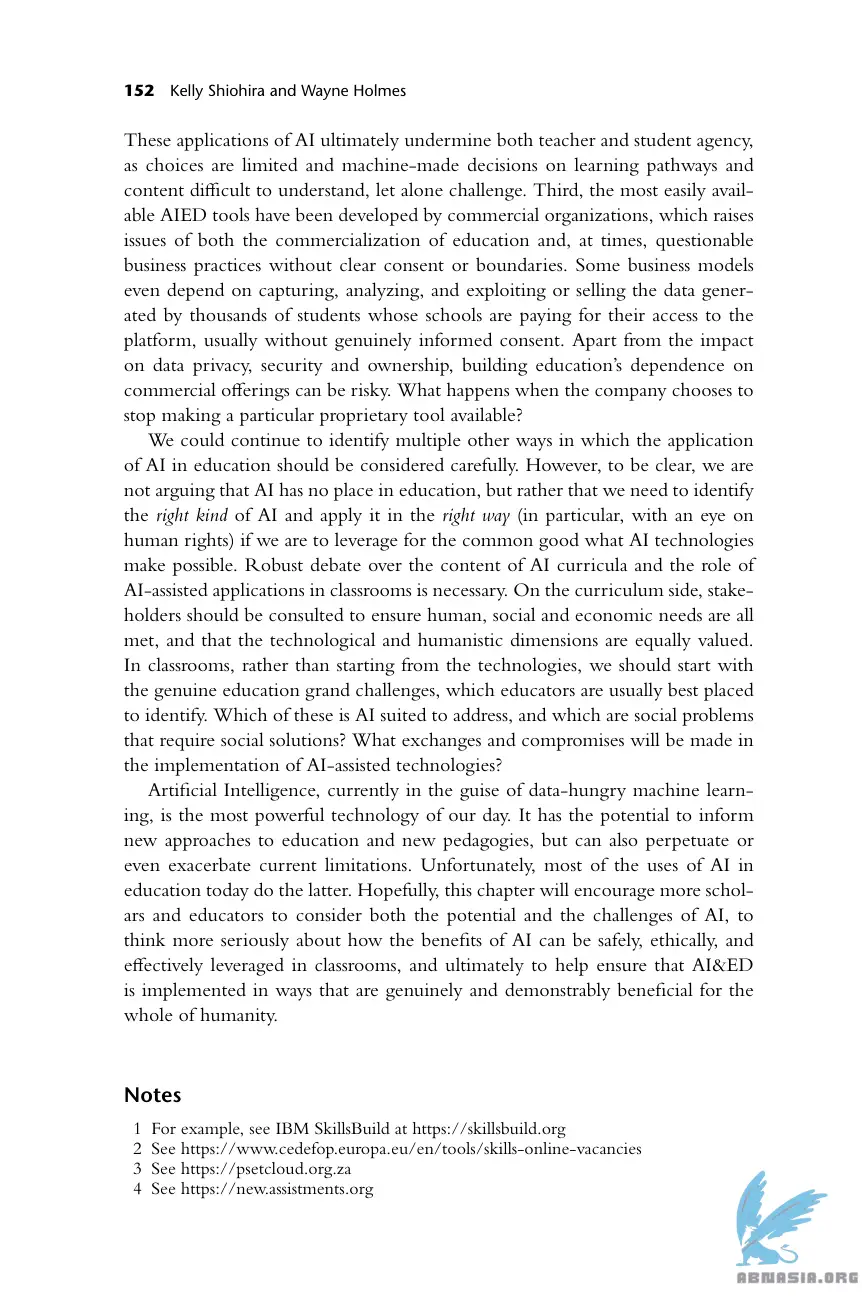 152 Kelly Shiohira and Wayne Holmes
These applications of AI ultimately undermine both teacher and student agency,
as choices are limited and machine-made decisions on learning pathways and
content difficult to understand, let alone challenge. Third, the most easily avail-
able AIED tools have been developed by commercial organizations, which raises
issues of both the commercialization of education and, at times, questionable
business practices without clear consent or boundaries. Some business models
even depend on capturing, analyzing, and exploiting or selling the data gener-
ated by thousands of students whose schools are paying for their access to the
platform, usually without genuinely informed consent. Apart from the impact
on data privacy, security and ownership, building education's dependence on
commercial offerings can be risky. What happens when the company chooses to
stop making a particular proprietary tool available?
We could continue to identify multiple other ways in which the application
of AI in education should be considered carefully. However, to be clear, we are
not arguing that AI has no place in education, but rather that we need to identify
the right kind of AI and apply it in the right way (in particular, with an eye on
human rights) if we are to leverage for the common good what AI technologies
make possible. Robust debate over the content of AI curricula and the role of
AI-assisted applications in classrooms is necessary. On the curriculum side, stake-
holders should be consulted to ensure human, social and economic needs are all
met, and that the technological and humanistic dimensions are equally valued.
In classrooms, rather than starting from the technologies, we should start with
the genuine education grand challenges, which educators are usually best placed
to identify. Which of these is AI suited to address, and which are social problems
that require social solutions? What exchanges and compromises will be made in
the implementation of AI-assisted technologies?
Artificial Intelligence, currently in the guise of data-hungry machine learn-
ing, is the most powerful technology of our day. It has the potential to inform
new approaches to education and new pedagogies, but can also perpetuate or
even exacerbate current limitations. Unfortunately, most of the uses of AI in
education today do the latter. Hopefully, this chapter will encourage more schol-
ars and educators to consider both the potential and the challenges of AI, to
think more seriously about how the benefits of AI can be safely, ethically, and
effectively leveraged in classrooms, and ultimately to help ensure that AI&ED
is implemented in ways that are genuinely and demonstrably beneficial for the
whole of humanity.
Notes
1 For example, see IBM SkillsBuild at https://skillsbuild.org
2 See https://www.cedefop.europa.eu/en/tools/skills-online-vacancies
3 See https://psetcloud.org.za
4 See https://new.assistments.org
ABNASIA.ORG